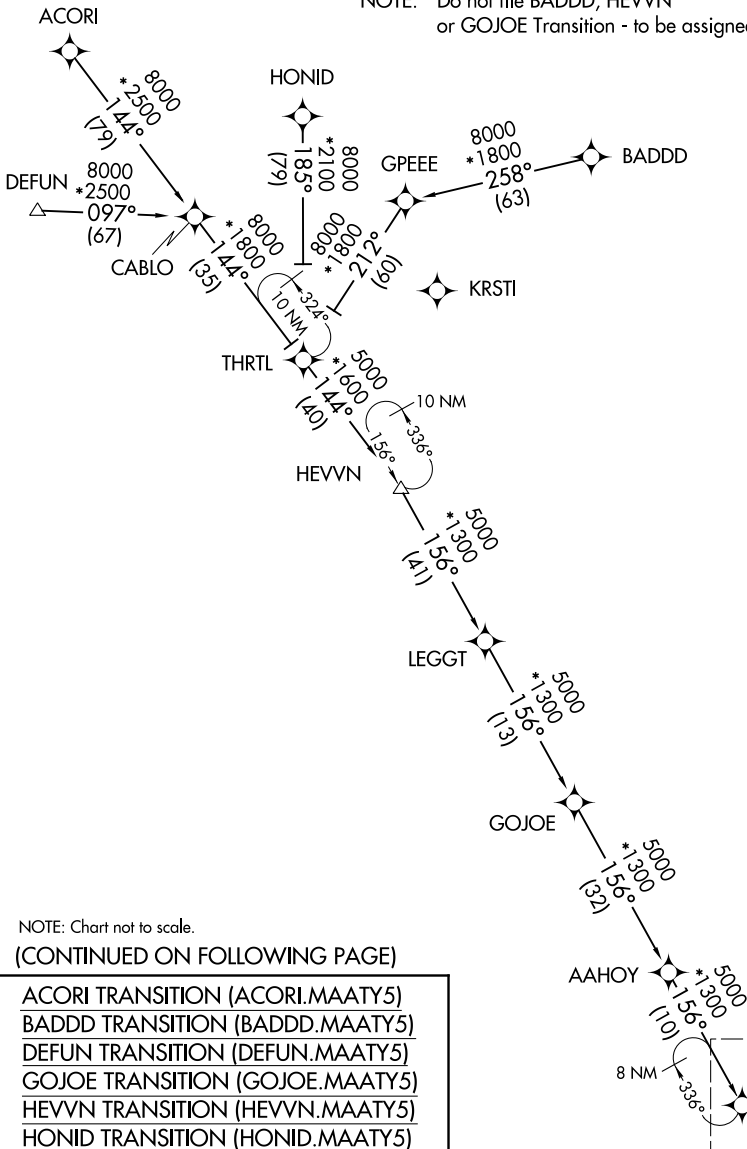 NOTE: Do not file BADDD, HEVVN
or GOJOE Transition - to be assigned
ACORI
8000
*2500
144°
(79)
HONID
8000
*2100
185°
(79)
GPEEE
8000
*1800
258°
(63)
BADDD
DEFUN
8000
*2500
097°
(67)
CABLO
8000
*1800
144°
(35)
8000
*1800
212°
(60)
KRSTI
10 NM
324°
THRTL
5000
*1600
144°
(40)
10 NM
336°
156°
HEVVN
5000
*1300
156°
(41)
LEGGT
5000
*1300
156°
(13)
GOJOE
5000
*1300
156°
(32)
AAHOY
5000
*1300
156°
(10)
8 NM
336°
NOTE: Chart not to scale.
(CONTINUED ON FOLLOWING PAGE)
ACORI TRANSITION (ACORI.MAATY5)
BADDD TRANSITION (BADDD.MAATY5)
DEFUN TRANSITION (DEFUN.MAATY5)
GOJOE TRANSITION (GOJOE.MAATY5)
HEVVN TRANSITION (HEVVN.MAATY5)
HONID TRANSITION (HONID.MAATY5)